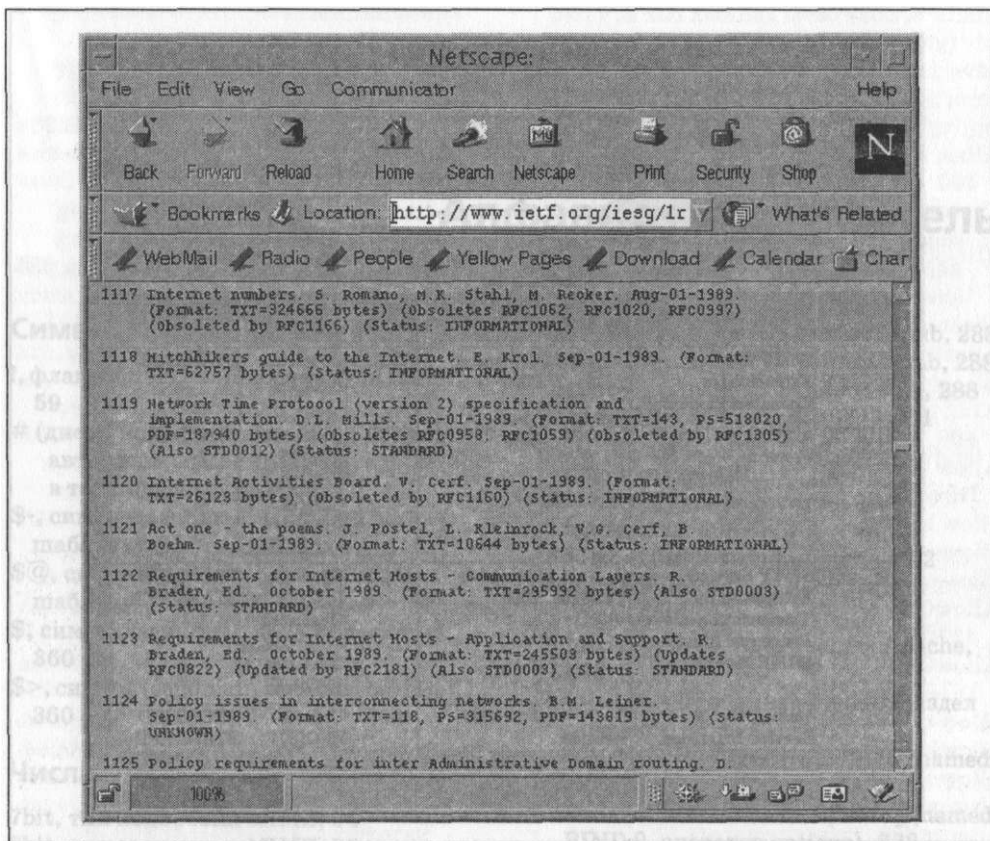 Netscape:
File Edit View Go Communicator Help
Back Forward Reload Home Search Netscape Print Security Shop
My
N
Bookmarks Location: http://www.ietf.org/iesg/1r What's Related
WebMail Radio People Yellow Pages Download Calendar Chan
1117 Internet numbers. S. Romano, M.K. Stahl, M. Recker. Aug-01-1989.
(Format: TXT=324666 bytes) (Obsoletes RFC1062, RFC1020, RFC0997)
(Obsoleted by RFC1166) (Status: INFORMATIONAL)
1118 Hitchhikers guide to the Internet. E. Krol. Sep-01-1989. (Format:
TXT=62757 bytes) (Status: INFORMATIONAL)
1119 Network Time Protocol (version 2) specification and
implementation. D.L. Mills. Sep-01-1989. (Format: TXT=143, PS=518020,
PDF=187940 bytes) (Obsoletes RFC0958, RFC1059) (Obsoleted by RFC1305)
(Also STD0012) (Status: STANDARD)
1120 Internet Activities Board. V. Cerf. Sep-01-1989. (Format:
TXT=26123 bytes) (Obsoleted by RFC1160) (Status: INFORMATIONAL)
1121 Act one - the poems. J. Postel, L. Kleinrock, V.G. Cerf, B.
Boehm. Sep-01-1989. (Format: TXT=10644 bytes) (Status: INFORMATIONAL)
1122 Requirements for Internet Hosts - Communication Layers. R.
Braden, Ed.. October 1989. (Format: TXT=295992 bytes) (Also STD0003)
(Status: STANDARD)
1123 Requirements for Internet Hosts - Application and Support. R.
Braden, Ed.. October 1989. (Format: TXT=245503 bytes) (Updates
RFC0822) (Updated by RFC2181) (Also STD0003) (Status: STANDARD)
1124 Policy issues in interconnecting networks. B.M. Leiner.
Sep-01-1989. (Format: TXT=118, PS=315692, PDF=143819 bytes) (Status:
UNKNOWN)
1125 Policy requirements for inter Administrative Domain routing. D.
100%